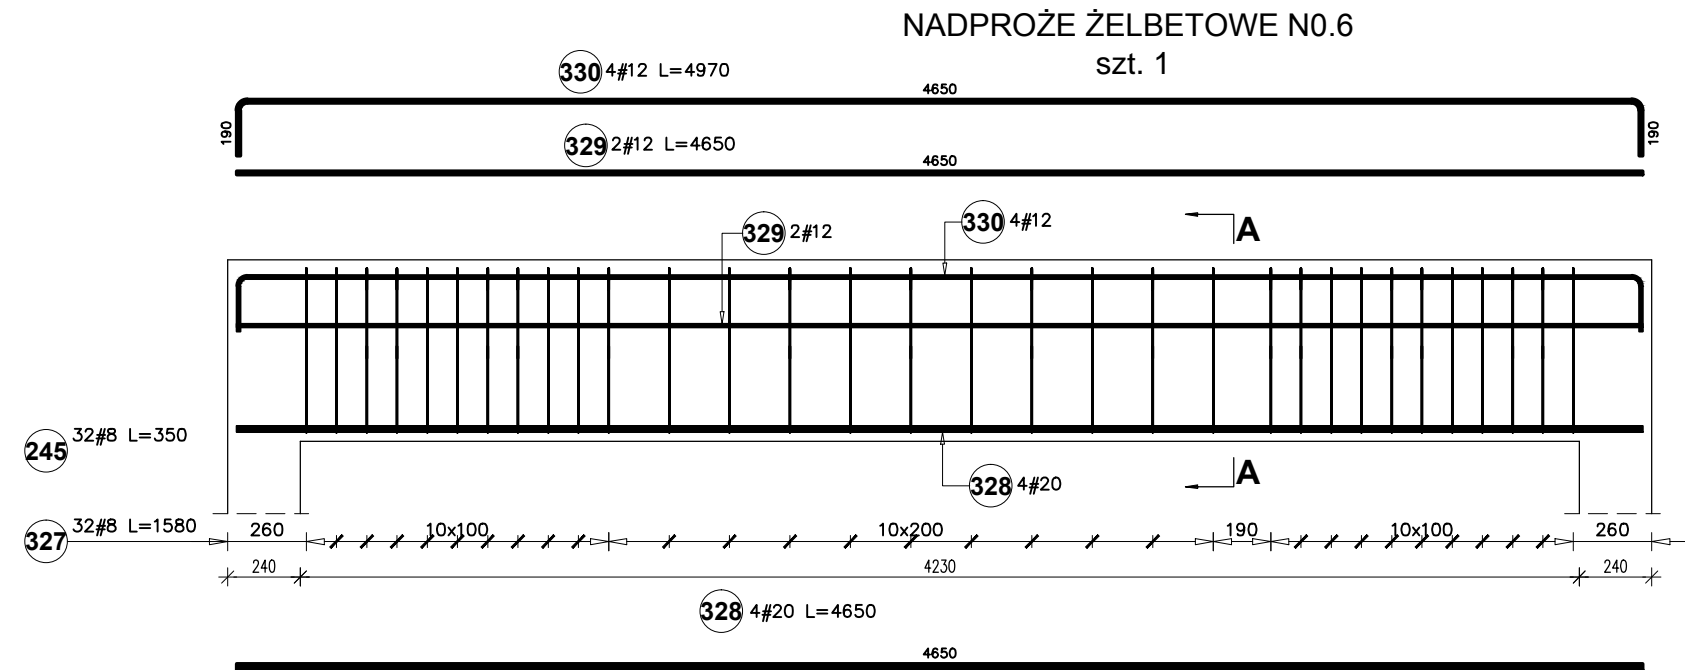 NADPROŻE ŻELBETOWE N0.6
szt. 1
330 4#12 L=4970
4650
190
190
329 2#12 L=4650
4650
329 2#12
330 4#12
A
245 32#8 L=350
328 4#20
A
327 32#8 L=1580
260 10x100 10x200 190 10x100 260
240 4230 240
328 4#20 L=4650
4650